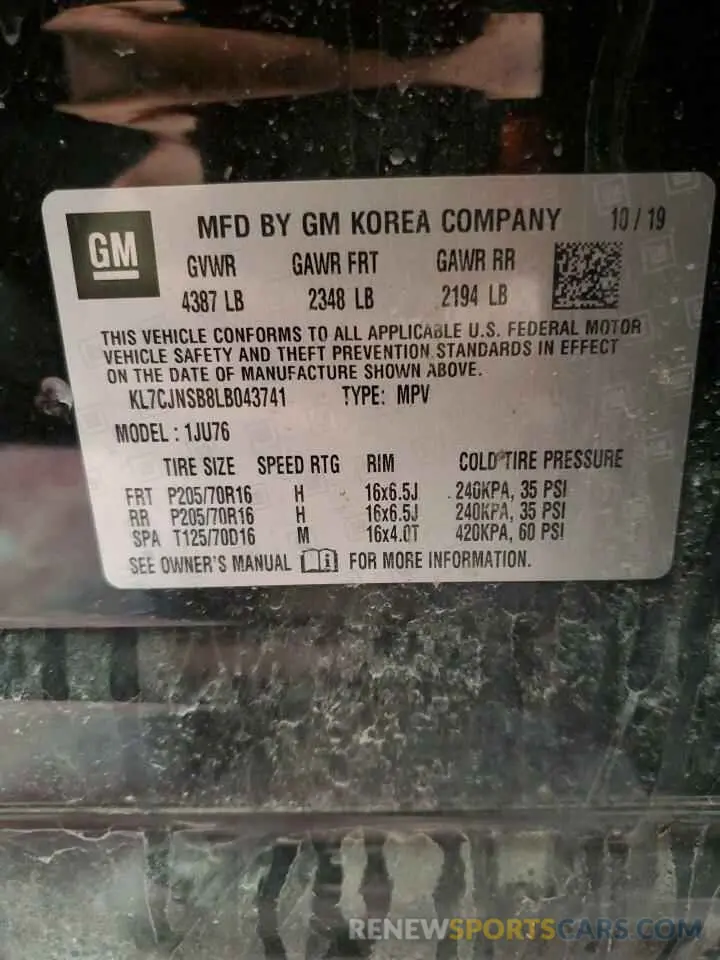 GM
MFD BY GM KOREA COMPANY 10 / 19
GVWR GAWR FRT GAWR RR
4387 LB 2348 LB 2194 LB
THIS VEHICLE CONFORMS TO ALL APPLICABLE U.S. FEDERAL MOTOR
VEHICLE SAFETY AND THEFT PREVENTION STANDARDS IN EFFECT
ON THE DATE OF MANUFACTURE SHOWN ABOVE.
KL7CJNSB8LB043741 TYPE: MPV
MODEL : 1JU76
TIRE SIZE SPEED RTG RIM COLD TIRE PRESSURE
FRT P205/70R16 H 16x6.5J 240KPA, 35 PSI
RR P205/70R16 H 16x6.5J 240KPA, 35 PSI
SPA T125/70D16 M 16x4.0T 420KPA, 60 PSI
SEE OWNER'S MANUAL FOR MORE INFORMATION.
RENEWSPORTSCARS.COM